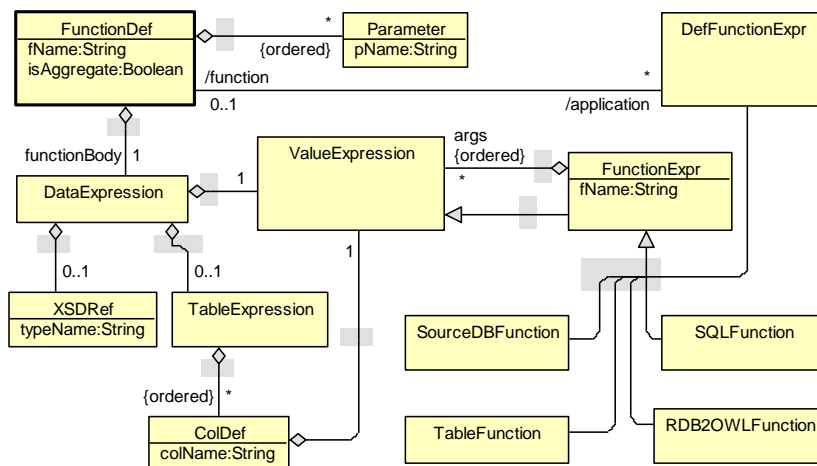 FunctionDef
fName:String
isAggregate:Boolean
*
{ordered}
Parameter
pName:String
DefFunctionExpr
/function
0..1
*
/application
functionBody
1
DataExpression
1
ValueExpression
args
{ordered}
*
FunctionExpr
fName:String
1
0..1
0..1
XSDRef
typeName:String
TableExpression
SourceDBFunction
SQLFunction
{ordered}
*
ColDef
colName:String
TableFunction
RDB2OWLFunction